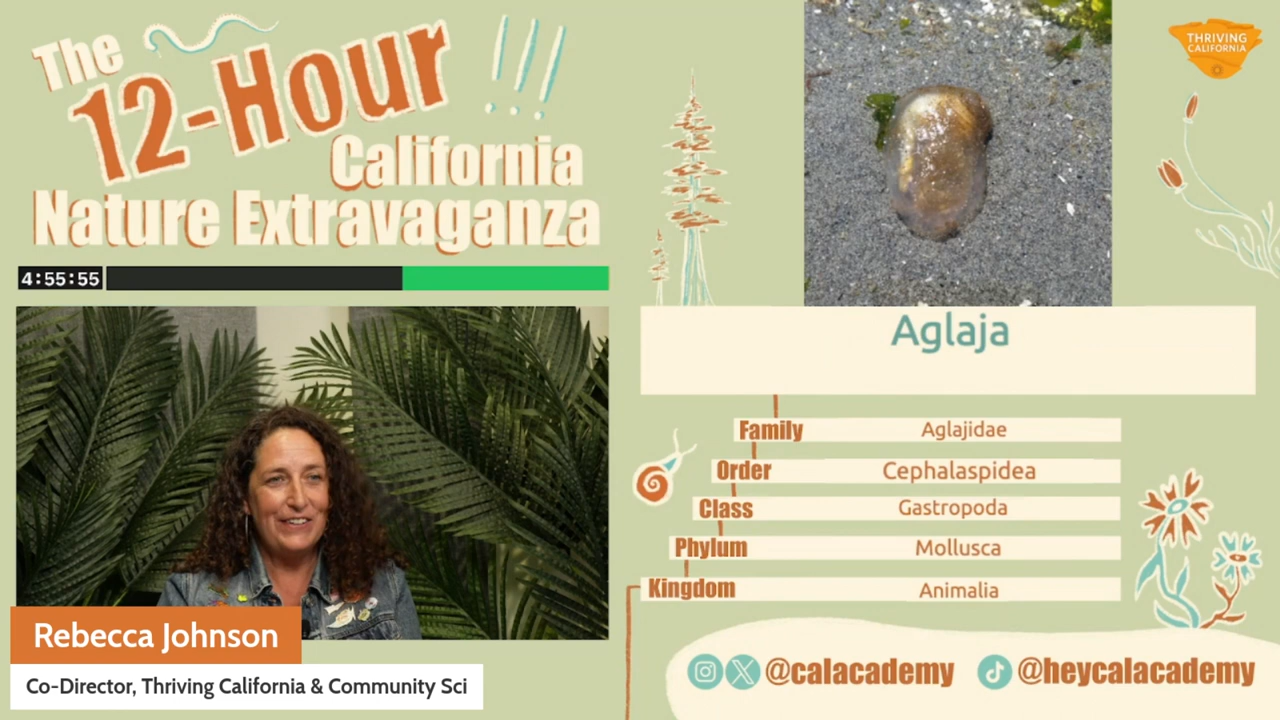 The
12-Hour!!!
California
Nature Extravaganza
4:55:55
THRIVING
CALIFORNIA
Aglaja
Family Aglajidae
Order Cephalaspidea
Class Gastropoda
Phylum Mollusca
Kingdom Animalia
Rebecca Johnson
Co-Director, Thriving California & Community Sci
@calacademy @heycalacademy